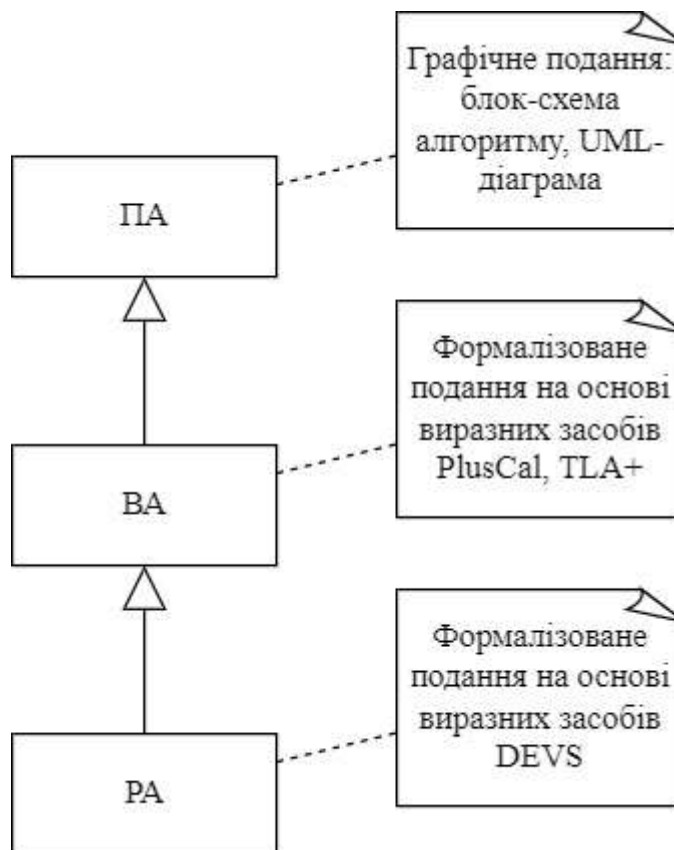 Графічне подання:
блок-схема
алгоритму, UML-
діаграма
ПА
Формалізоване
подання на основі
виразних засобів
PlusCal, TLA+
ВА
Формалізоване
подання на основі
виразних засобів
DEVS
РА